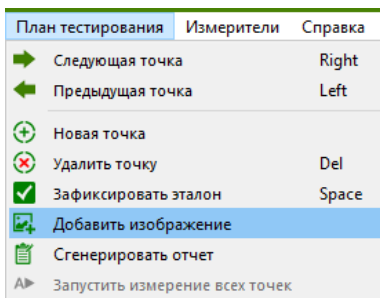 План тестирования Измерители Справка
Следующая точка Right
Предыдущая точка Left
Новая точка
Удалить точку Del
Зафиксировать эталон Space
Добавить изображение
Сгенерировать отчет
A Запустить измерение всех точек